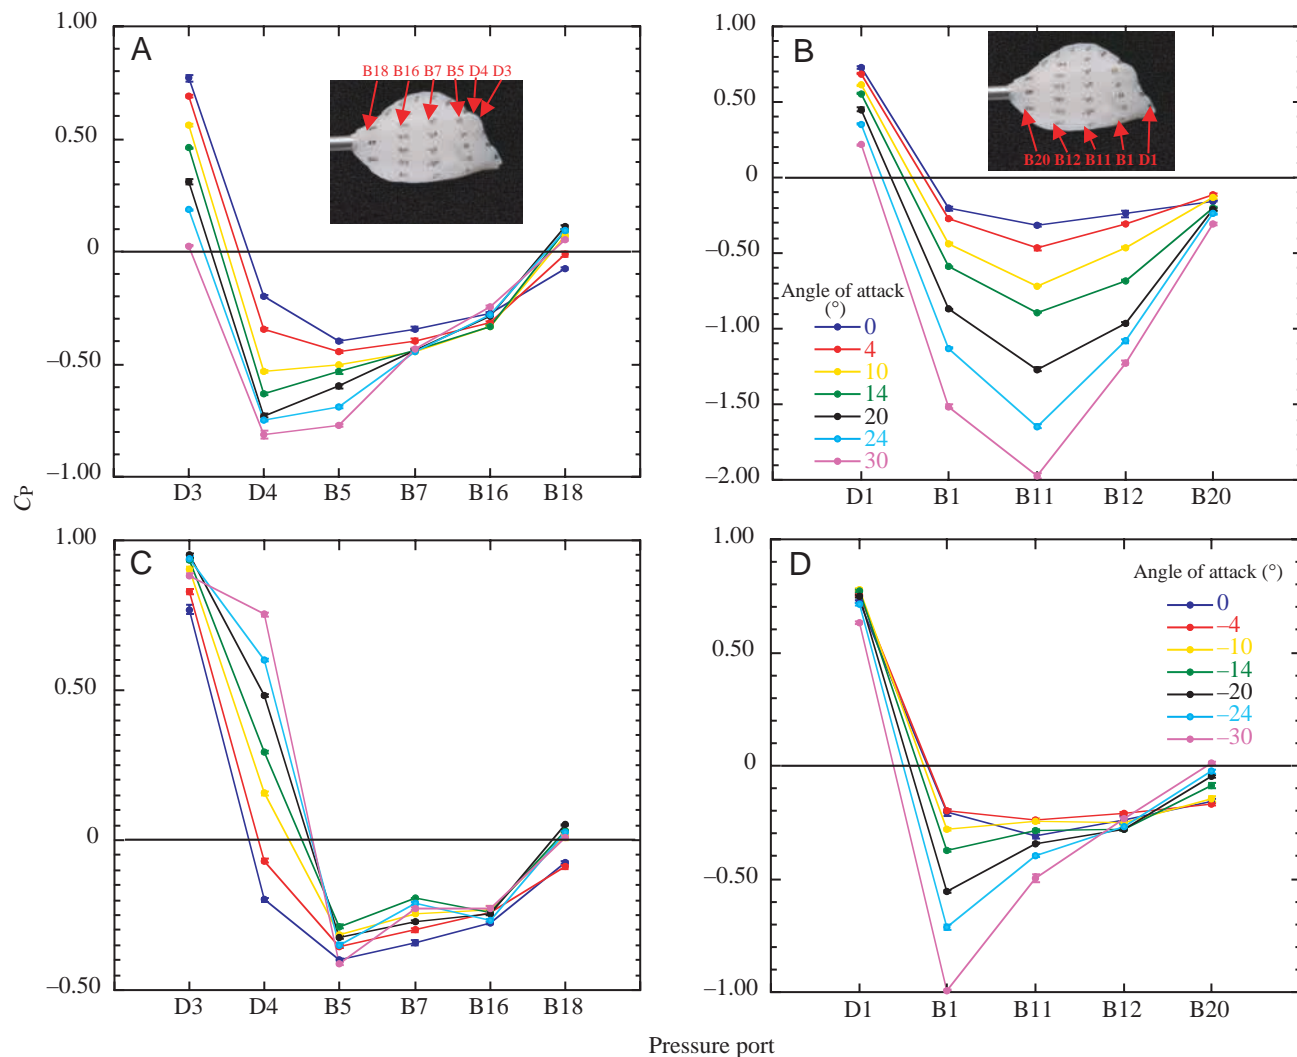 A
1.00
0.50
0
−0.50
−1.00
B18 B16 B7 B5 D4 D3
D3 D4 B5 B7 B16 B18
B
1.00
0.50
0
−0.50
−1.00
−1.50
−2.00
B20 B12 B11 B1 D1
Angle of attack
(°)
0
4
10
14
20
24
30
D1 B1 B11 B12 B20
CP
C
1.00
0.50
0
−0.50
D3 D4 B5 B7 B16 B18
D
1.00
0.50
0
−0.50
−1.00
Angle of attack (°)
0
−4
−10
−14
−20
−24
−30
D1 B1 B11 B12 B20
Pressure port